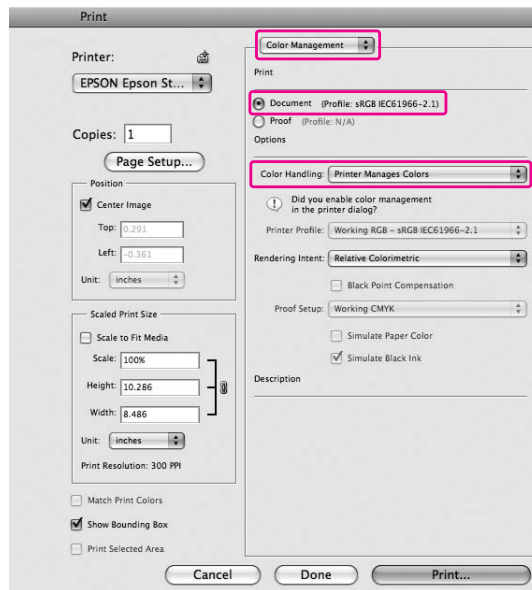 Print
Printer:
EPSON Epson St...
Copies: 1
Page Setup...
Position
Center Image
Top: 0.291
Left: -0.361
Unit: inches
Scaled Print Size
Scale to Fit Media
Scale: 100%
Height: 10.286
Width: 8.486
Unit: inches
Print Resolution: 300 PPI
Match Print Colors
Show Bounding Box
Print Selected Area
Color Management
Print
Document (Profile: sRGB IEC61966-2.1)
Proof (Profile: N/A)
Options
Color Handling: Printer Manages Colors
Did you enable color management
in the printer dialog?
Printer Profile: Working RGB - sRGB IEC61966-2.1
Rendering Intent: Relative Colorimetric
Black Point Compensation
Proof Setup: Working CMYK
Simulate Paper Color
Simulate Black Ink
Description
Cancel Done Print...